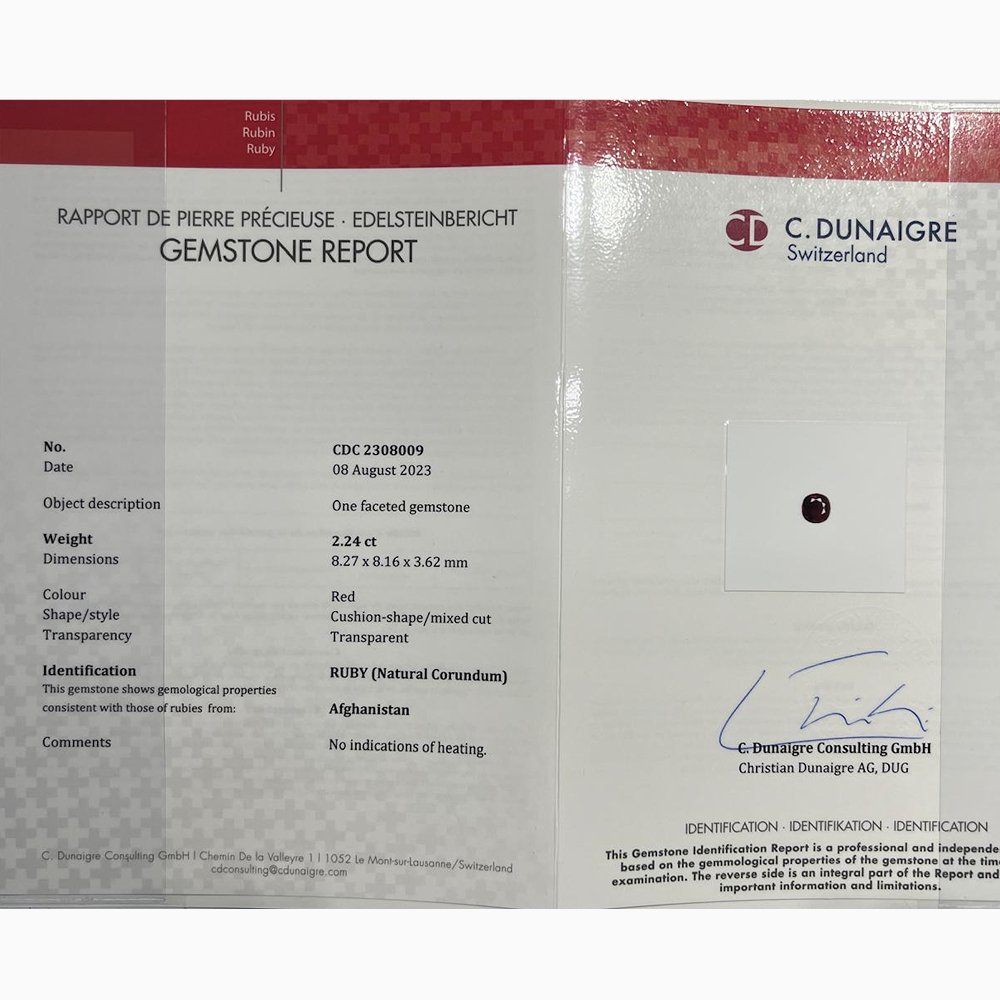 Rubis
Rubin
Ruby
RAPPORT DE PIERRE PRÉCIEUSE · EDELSTEINBERICHT
GEMSTONE REPORT
No. CDC 2308009
Date 08 August 2023
Object description One faceted gemstone
Weight 2.24 ct
Dimensions 8.27 x 8.16 x 3.62 mm
Colour Red
Shape/style Cushion-shape/mixed cut
Transparency Transparent
Identification RUBY (Natural Corundum)
This gemstone shows gemological properties
consistent with those of rubies from: Afghanistan
Comments No indications of heating.
C. Dunaigre Consulting GmbH | Chemin De la Valleyre 11 | 1052 Le Mont-sur-Lausanne/Switzerland
cdconsulting@cdunaigre.com
CD C. DUNAIGRE
Switzerland
C. Dunaigre Consulting GmbH
Christian Dunaigre AG, DUG
IDENTIFICATION · IDENTIFIKATION · IDENTIFICATION
This Gemstone Identification Report is a professional and independe
based on the gemmological properties of the gemstone at the tim
examination. The reverse side is an integral part of the Report and
important information and limitations.